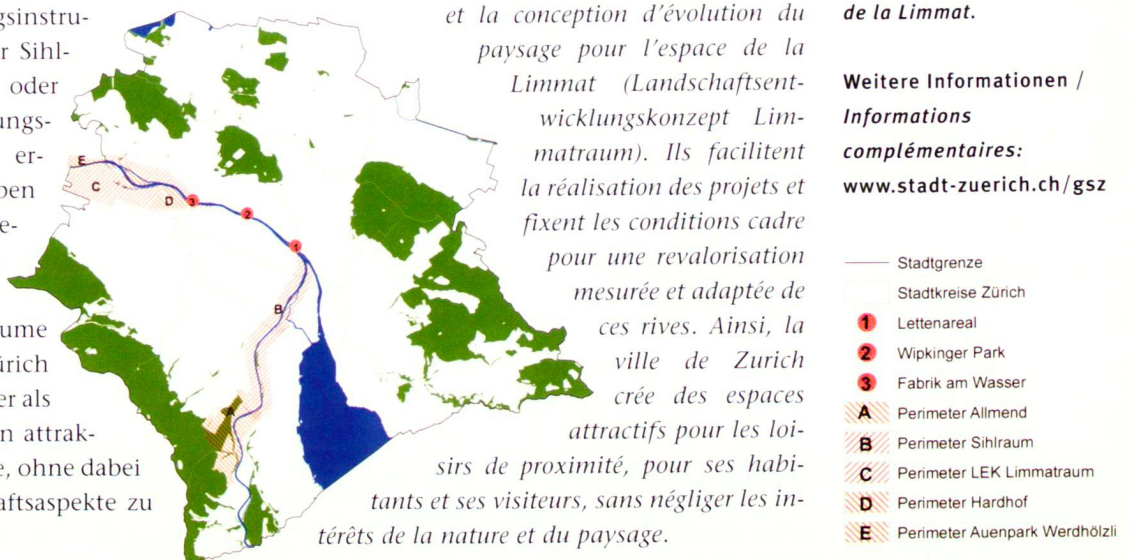 gsinstru-
r Sihl-
oder
ungs-
er-
ben
e-
ume
ürich
er als
n attrak-
e, ohne dabei
aftsaspekte zu
E
C
D
3
2
1
B
A
et la conception d’évolution du
paysage pour l’espace de la
Limmat (Landschaftsent-
wicklungskonzept Lim-
matraum). Ils facilitent
la réalisation des projets et
fixent les conditions cadre
pour une revalorisation
mesurée et adaptée de
ces rives. Ainsi, la
ville de Zurich
crée des espaces
attractifs pour les loi-
sirs de proximité, pour ses habi-
tants et ses visiteurs, sans négliger les in-
térêts de la nature et du paysage.
de la Limmat.
Weitere Informationen /
Informations
complémentaires:
www.stadt-zuerich.ch/gsz
Stadtgrenze
Stadtkreise Zürich
1 Lettenareal
2 Wipkinger Park
3 Fabrik am Wasser
A Perimeter Allmend
B Perimeter Sihlraum
C Perimeter LEK Limmatraum
D Perimeter Hardhof
E Perimeter Auenpark Werdhölzli